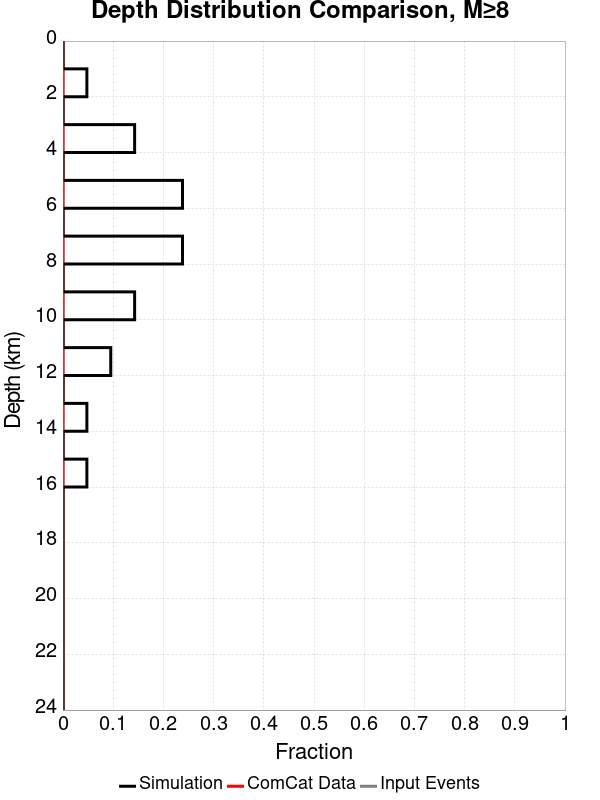 Depth Distribution Comparison, M≥8
0
2
4
6
8
10
12
14
16
18
20
22
24
Depth (km)
0 0.1 0.2 0.3 0.4 0.5 0.6 0.7 0.8 0.9 1
Fraction
Simulation ComCat Data Input Events